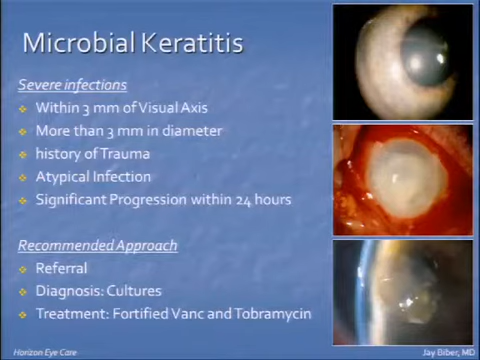 Microbial Keratitis
Severe infections
Within 3 mm of Visual Axis
More than 3 mm in diameter
history of Trauma
Atypical Infection
Significant Progression within 24 hours
Recommended Approach
Referral
Diagnosis: Cultures
Treatment: Fortified Vanc and Tobramycin
Horizon Eye Care
Jay Biber, MD